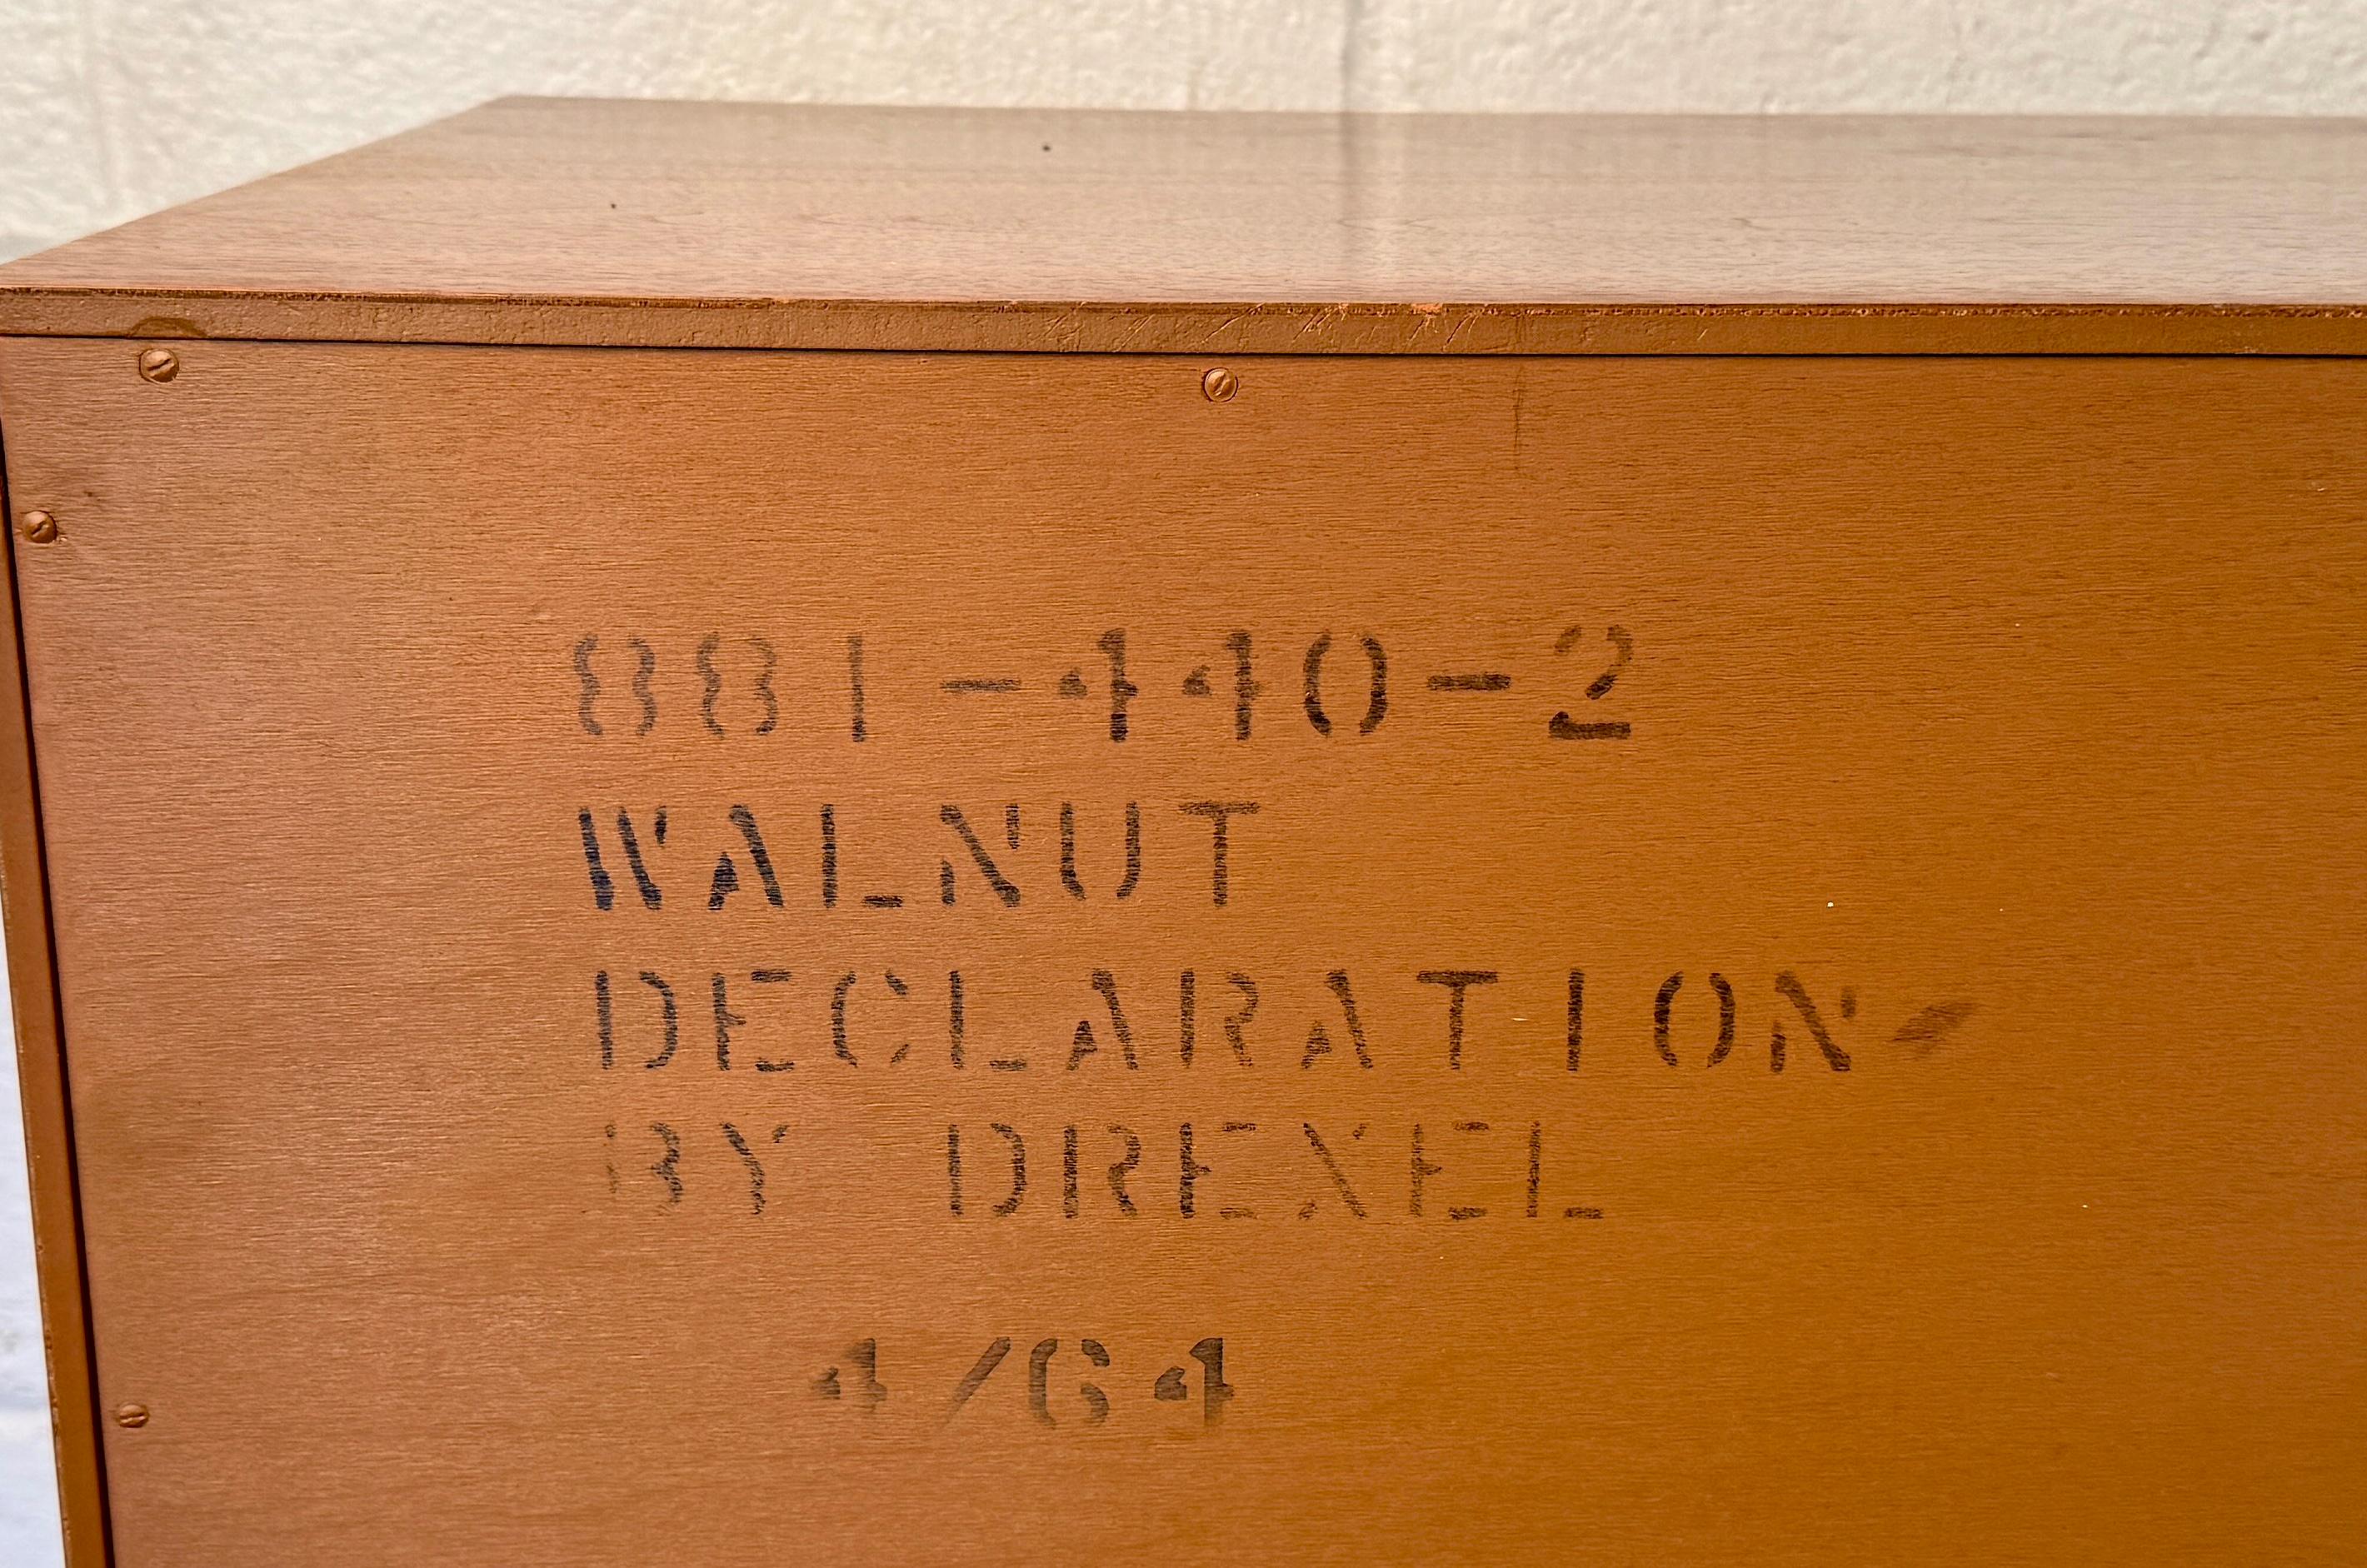 881-440-2
WALNUT
DECLARATION-
BY DREXEL
4/64